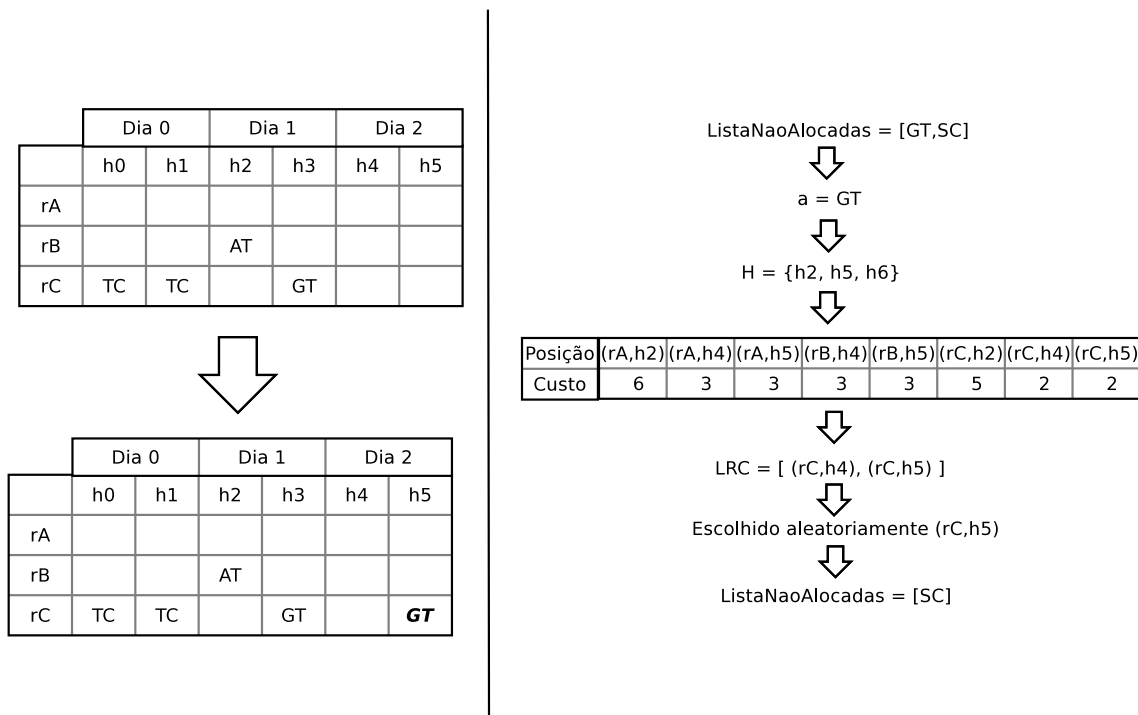 Dia 0 Dia 1 Dia 2
h0 h1 h2 h3 h4 h5
rA
rB AT
rC TC TC GT
Dia 0 Dia 1 Dia 2
h0 h1 h2 h3 h4 h5
rA
rB AT
rC TC TC GT GT
ListaNaoAlocadas = [GT,SC]
a = GT
H = {h2, h5, h6}
Posição (rA,h2) (rA,h4) (rA,h5) (rB,h4) (rB,h5) (rC,h2) (rC,h4) (rC,h5)
Custo 6 3 3 3 3 5 2 2
LRC = [ (rC,h4), (rC,h5) ]
Escolhido aleatoriamente (rC,h5)
ListaNaoAlocadas = [SC]